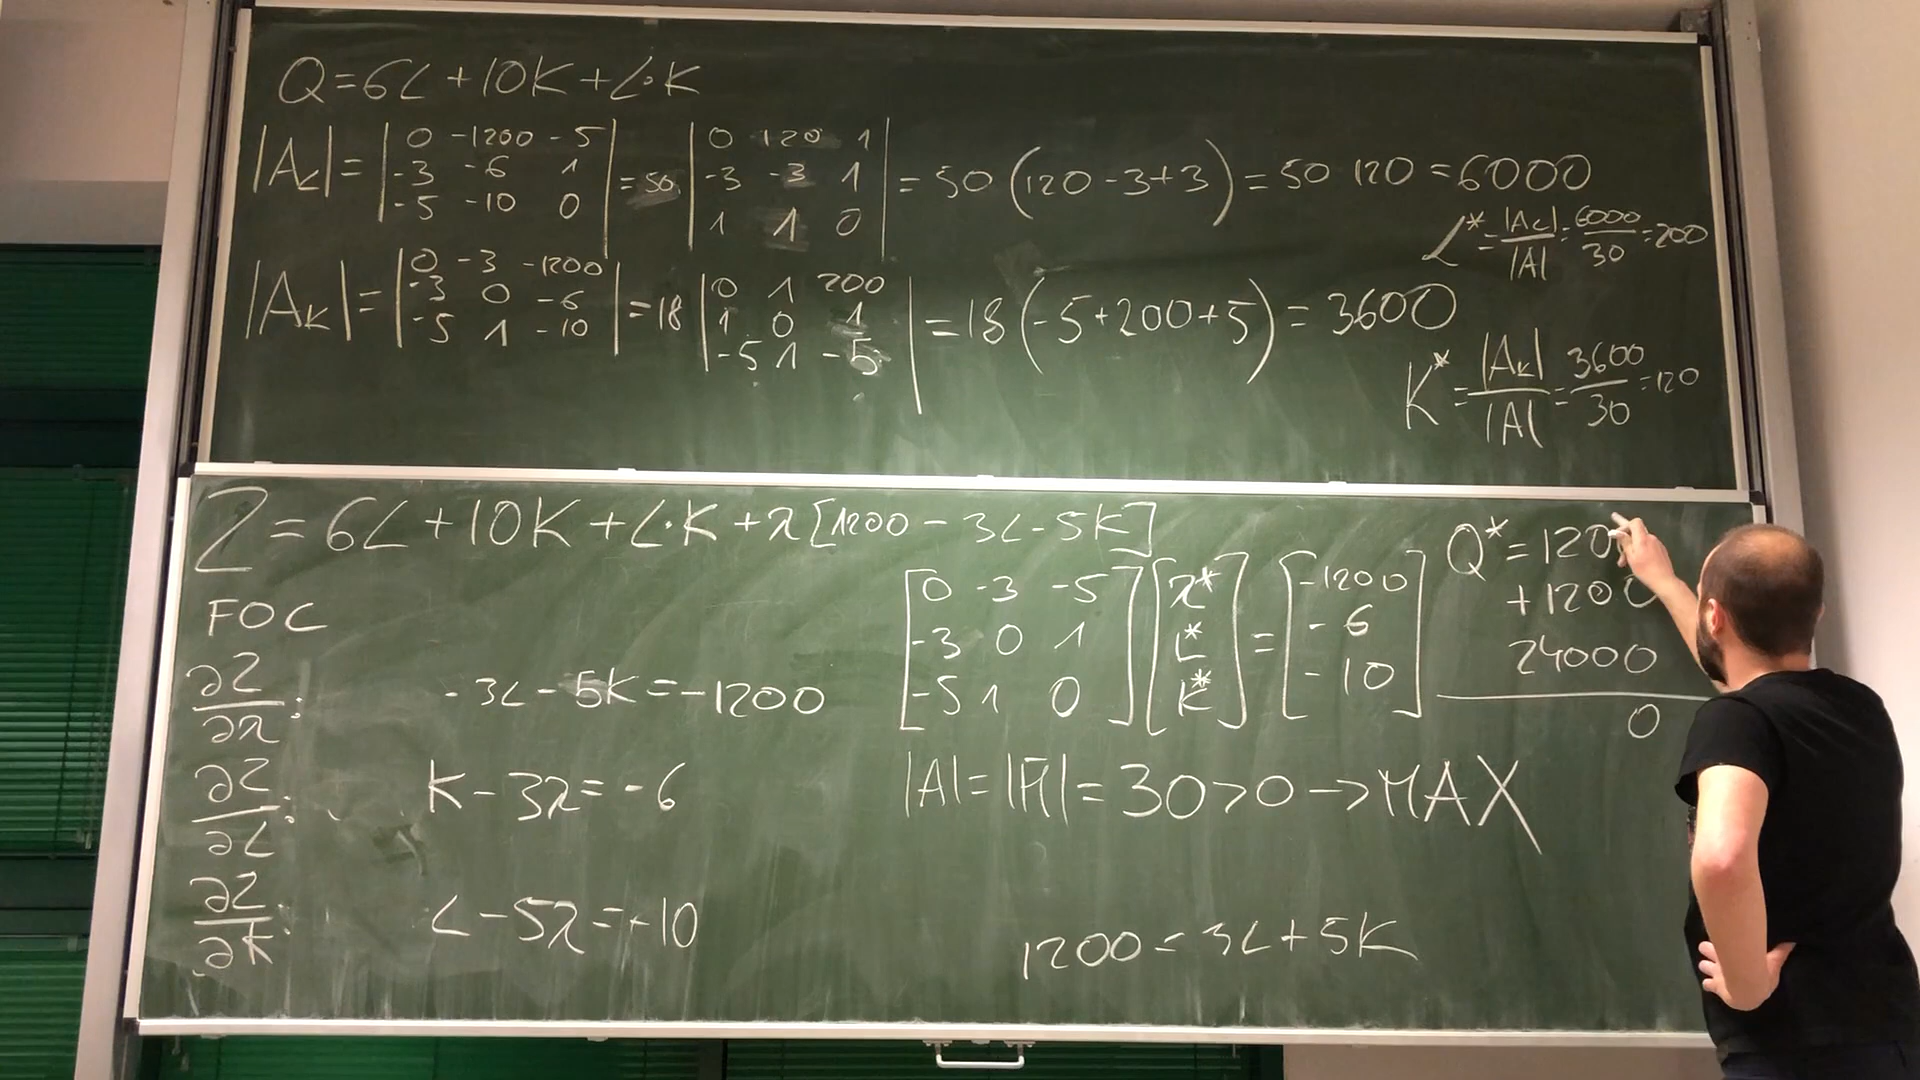 Q=6L+10K+L·K
|A_L|= | 0 -1200 -5 | =50 | 0 120 1 | =50(120-3+3)=50 120=6000
| -3 -6 1 | | -3 -3 1 |
| -5 -10 0 | | 1 1 0 |
L*=|A_L|/|A|=6000/30=200
|A_K|= | 0 -3 -1200 | =18 | 0 1 200 | =18(-5+200+5)=3600
| -3 0 -6 | | 1 0 1 |
| -5 1 -10 | | -5 1 -5 |
K*=|A_K|/|A|=3600/30=120
Z=6L+10K+L·K+λ[1200-3L-5K]
FOC
∂Z/∂λ: -3L-5K=-1200
∂Z/∂L: K-3λ=-6
∂Z/∂K: L-5λ=-10
[ 0 -3 -5 ] [ λ* ] = [ -1200 ]
[ -3 0 1 ] [ L* ] [ -6 ]
[ -5 1 0 ] [ K* ] [ -10 ]
|A|=|H̄|=30>0→MAX
1200=3L+5K
Q*=120
+1200
24000
0